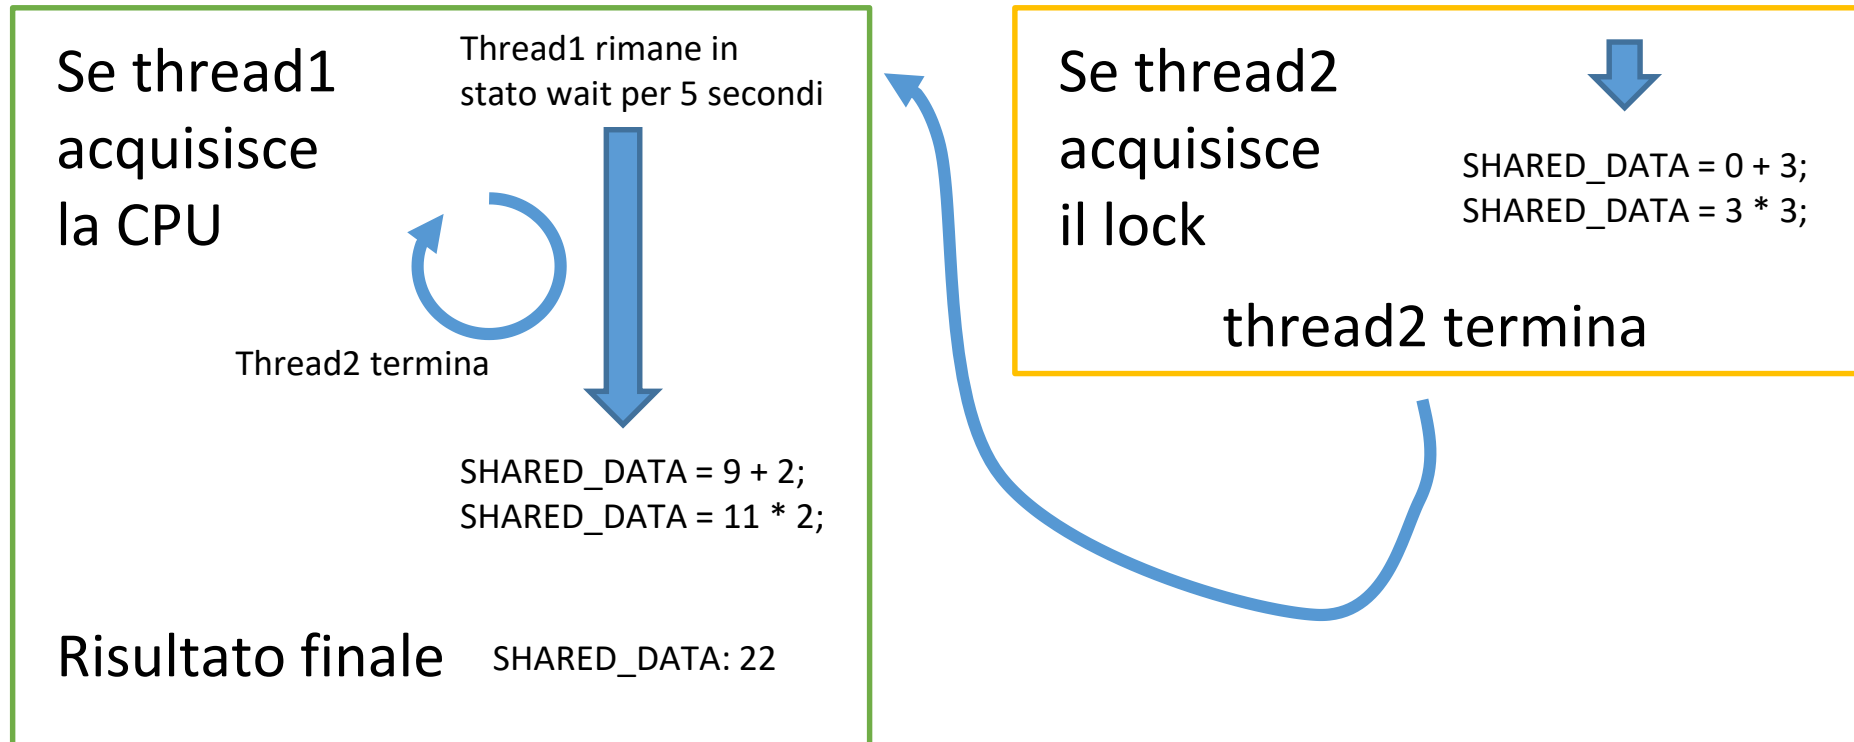 Se thread1
acquisisce
la CPU
Thread1 rimane in
stato wait per 5 secondi
Thread2 termina
SHARED_DATA = 9 + 2;
SHARED_DATA = 11 * 2;
Risultato finale
SHARED_DATA: 22
Se thread2
acquisisce
il lock
SHARED_DATA = 0 + 3;
SHARED_DATA = 3 * 3;
thread2 termina